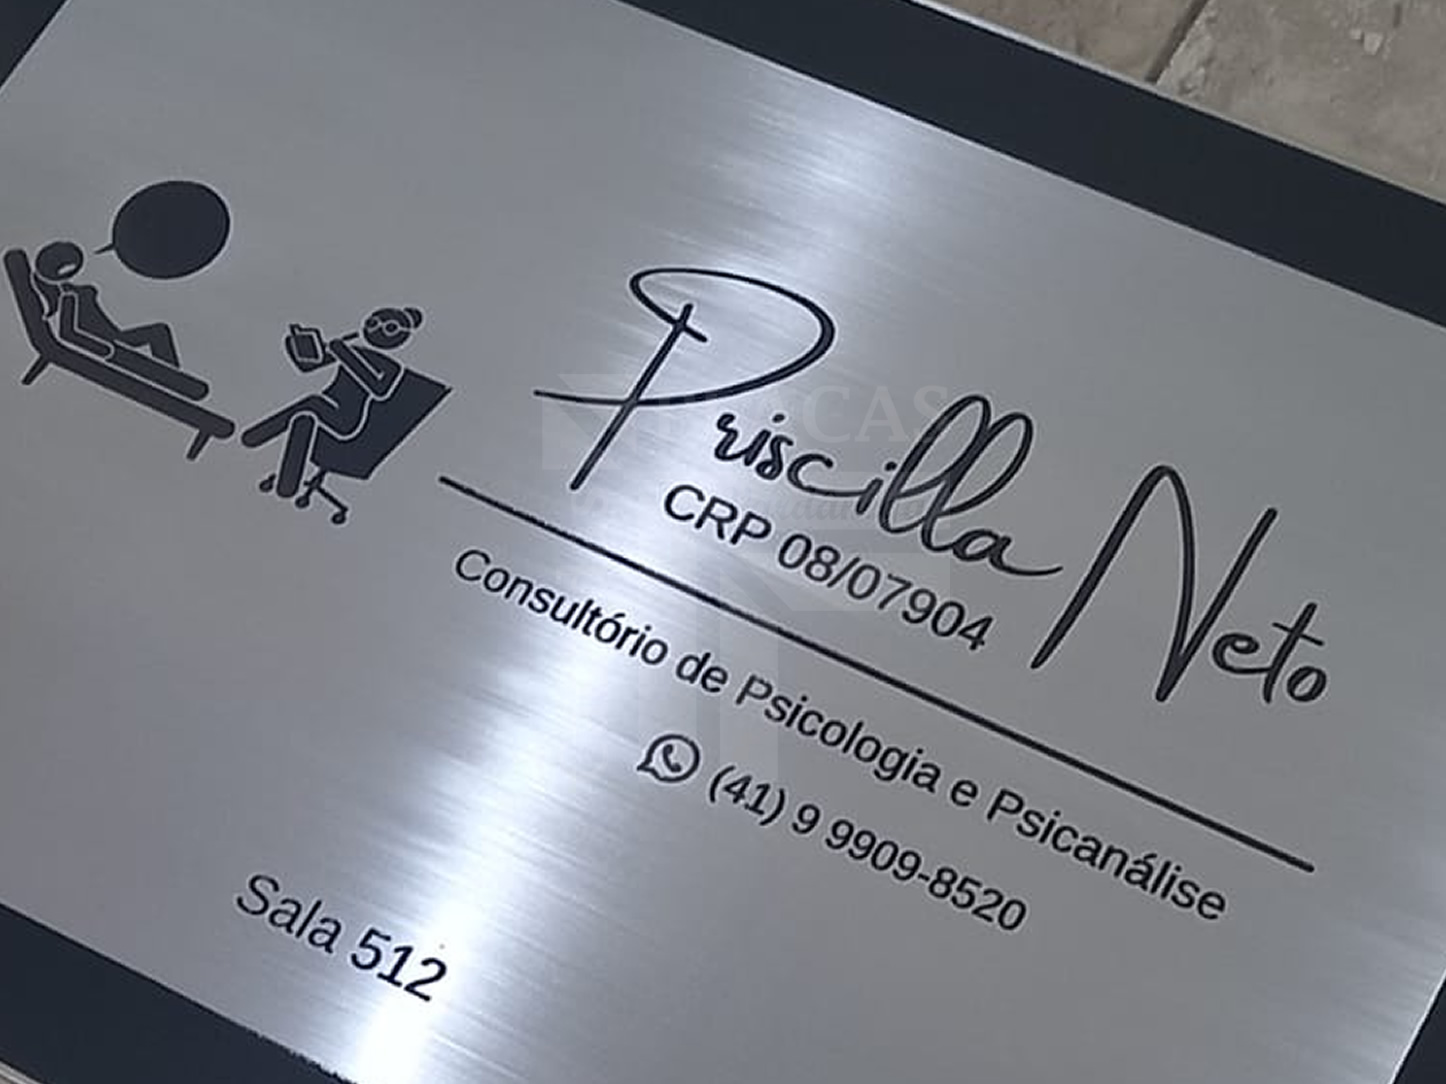 Priscilla Neto
CRP 08/07904
Consultório de Psicologia e Psicanálise
(41) 9 9909-8520
Sala 512